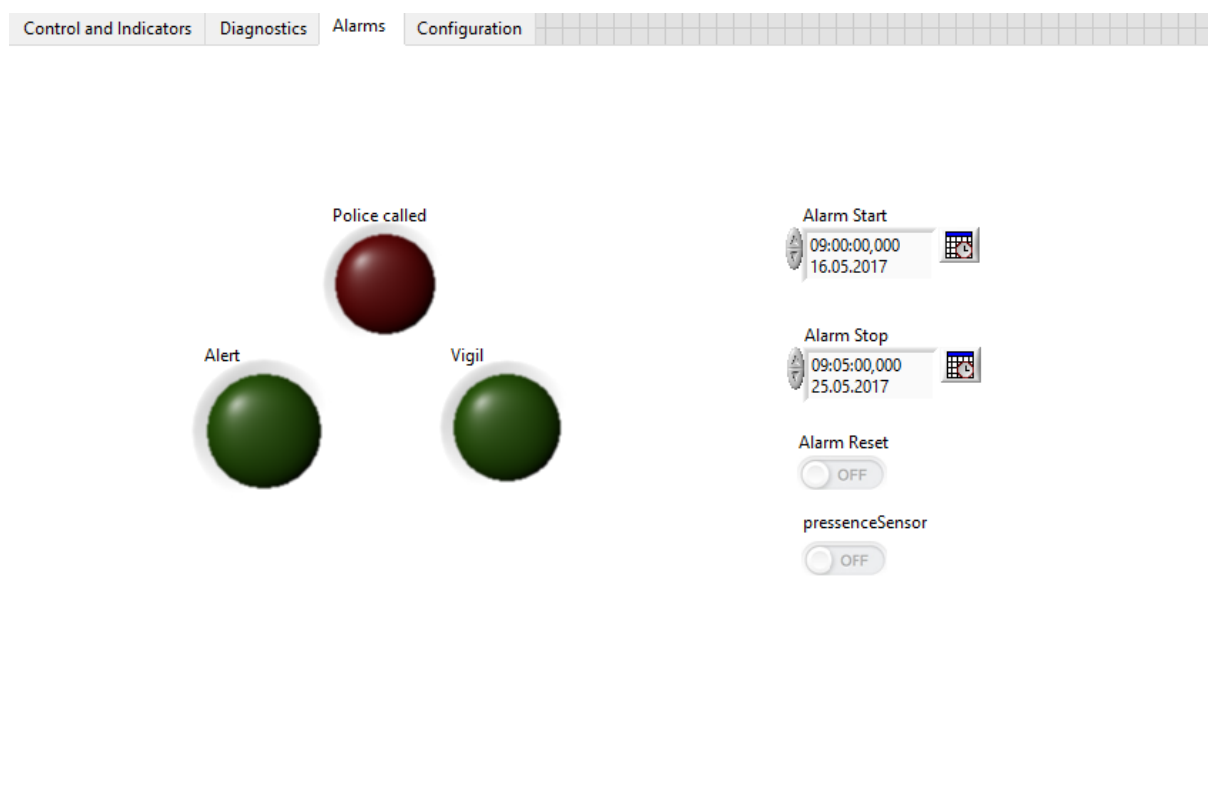 Control and Indicators
Diagnostics
Alarms
Configuration
Police called
Alert
Vigil
Alarm Start
09:00:00,000
16.05.2017
Alarm Stop
09:05:00,000
25.05.2017
Alarm Reset
OFF
pressenceSensor
OFF